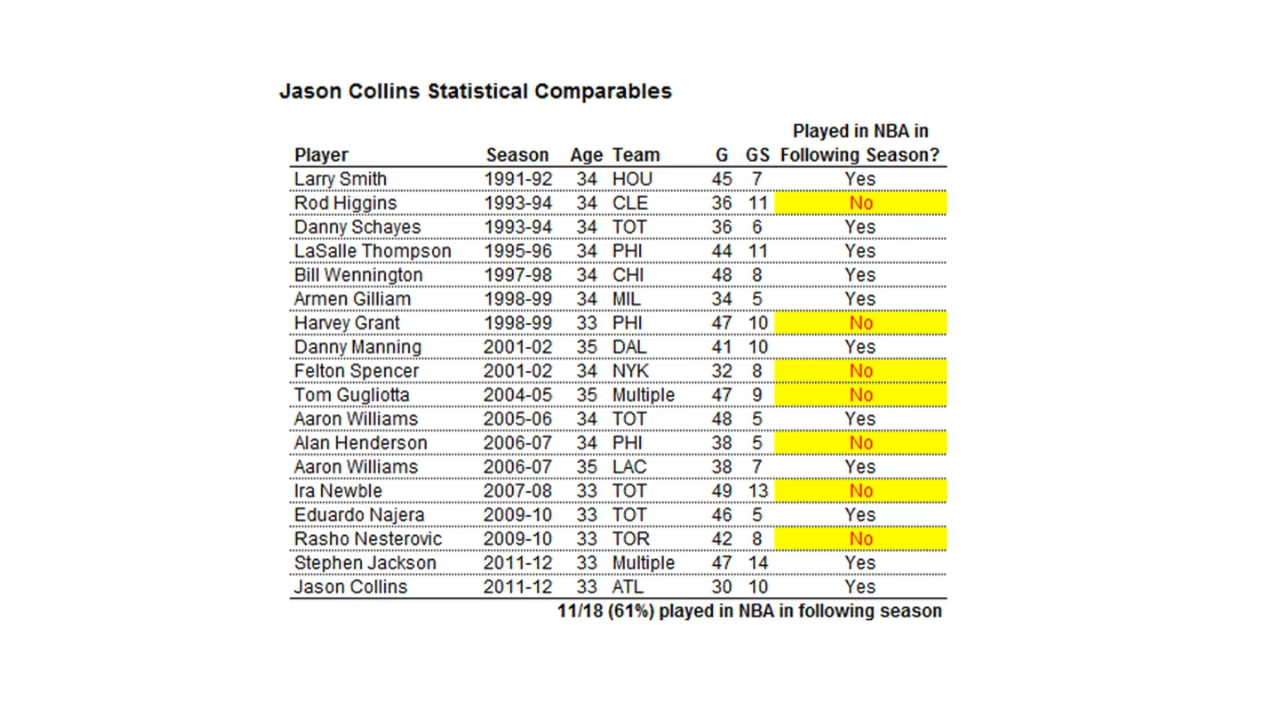 Jason Collins Statistical Comparables
Played in NBA in
Player Season Age Team G GS Following Season?
Larry Smith 1991-92 34 HOU 45 7 Yes
Rod Higgins 1993-94 34 CLE 36 11 No
Danny Schayes 1993-94 34 TOT 36 6 Yes
LaSalle Thompson 1995-96 34 PHI 44 11 Yes
Bill Wennington 1997-98 34 CHI 48 8 Yes
Armen Gilliam 1998-99 34 MIL 34 5 Yes
Harvey Grant 1998-99 33 PHI 47 10 No
Danny Manning 2001-02 35 DAL 41 10 Yes
Felton Spencer 2001-02 34 NYK 32 8 No
Tom Gugliotta 2004-05 35 Multiple 47 9 No
Aaron Williams 2005-06 34 TOT 48 5 Yes
Alan Henderson 2006-07 34 PHI 38 5 No
Aaron Williams 2006-07 35 LAC 38 7 Yes
Ira Newble 2007-08 33 TOT 49 13 No
Eduardo Najera 2009-10 33 TOT 46 5 Yes
Rasho Nesterovic 2009-10 33 TOR 42 8 No
Stephen Jackson 2011-12 33 Multiple 47 14 Yes
Jason Collins 2011-12 33 ATL 30 10 Yes
11/18 (61%) played in NBA in following season